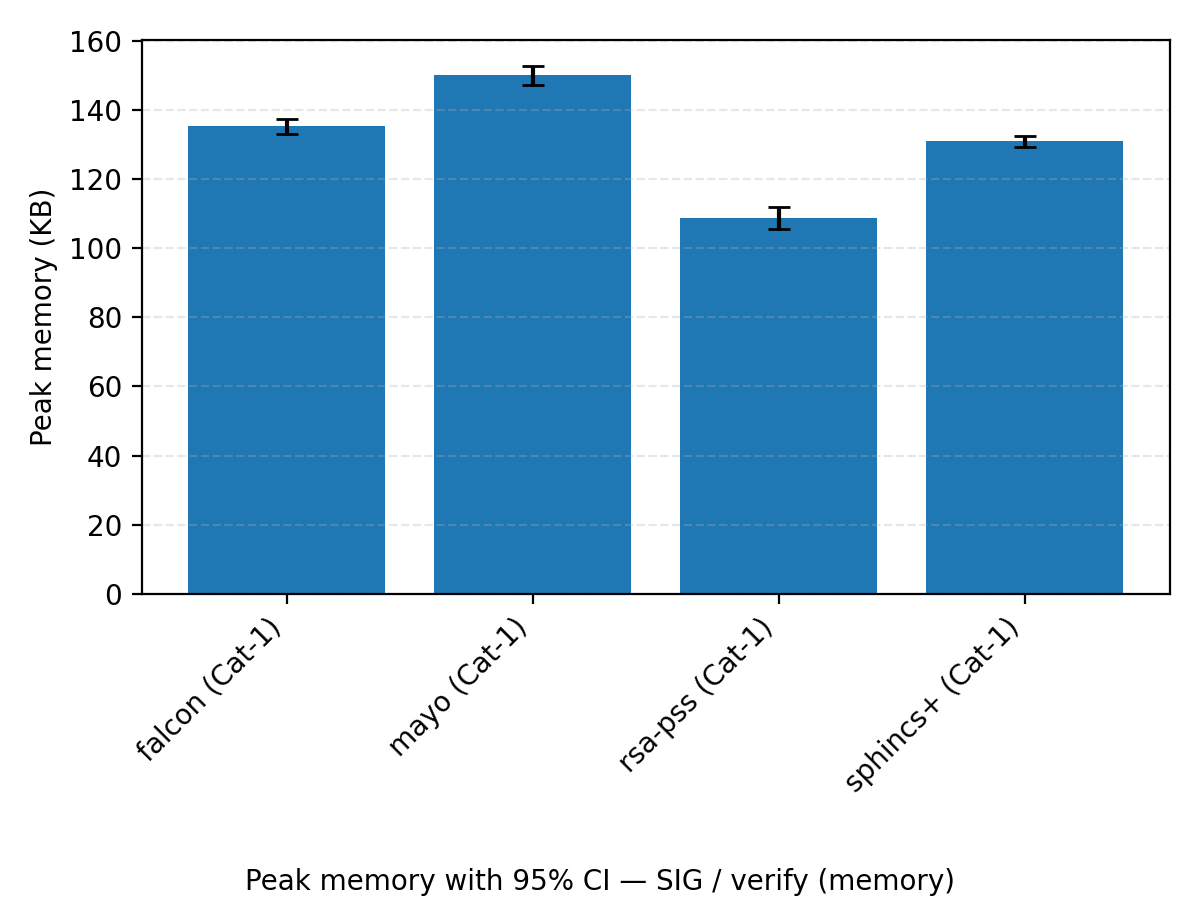 Peak memory (KB)
160
140
120
100
80
60
40
20
0
falcon (Cat-1)
mayo (Cat-1)
rsa-pss (Cat-1)
sphincs+ (Cat-1)
Peak memory with 95% CI — SIG / verify (memory)